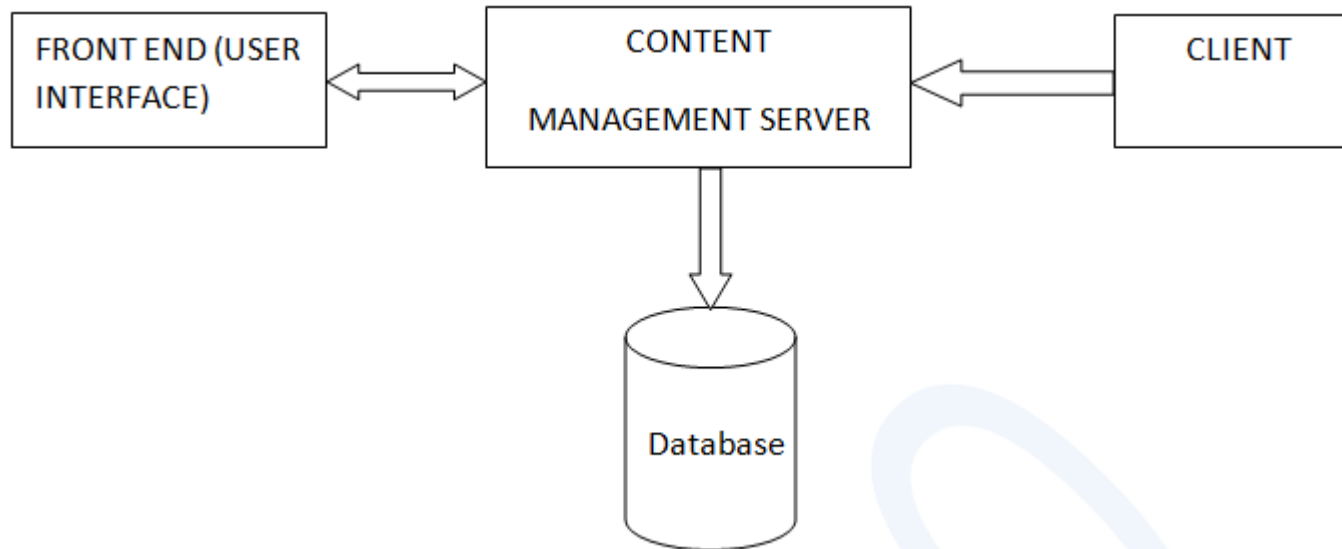 FRONT END (USER
INTERFACE)
CONTENT
MANAGEMENT SERVER
CLIENT
Database